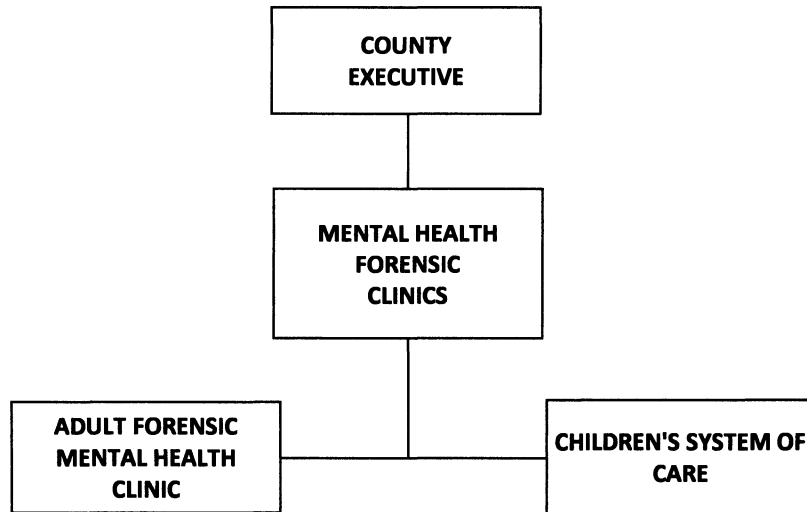 COUNTY
EXECUTIVE
MENTAL HEALTH
FORENSIC
CLINICS
ADULT FORENSIC
MENTAL HEALTH
CLINIC
CHILDREN'S SYSTEM OF
CARE